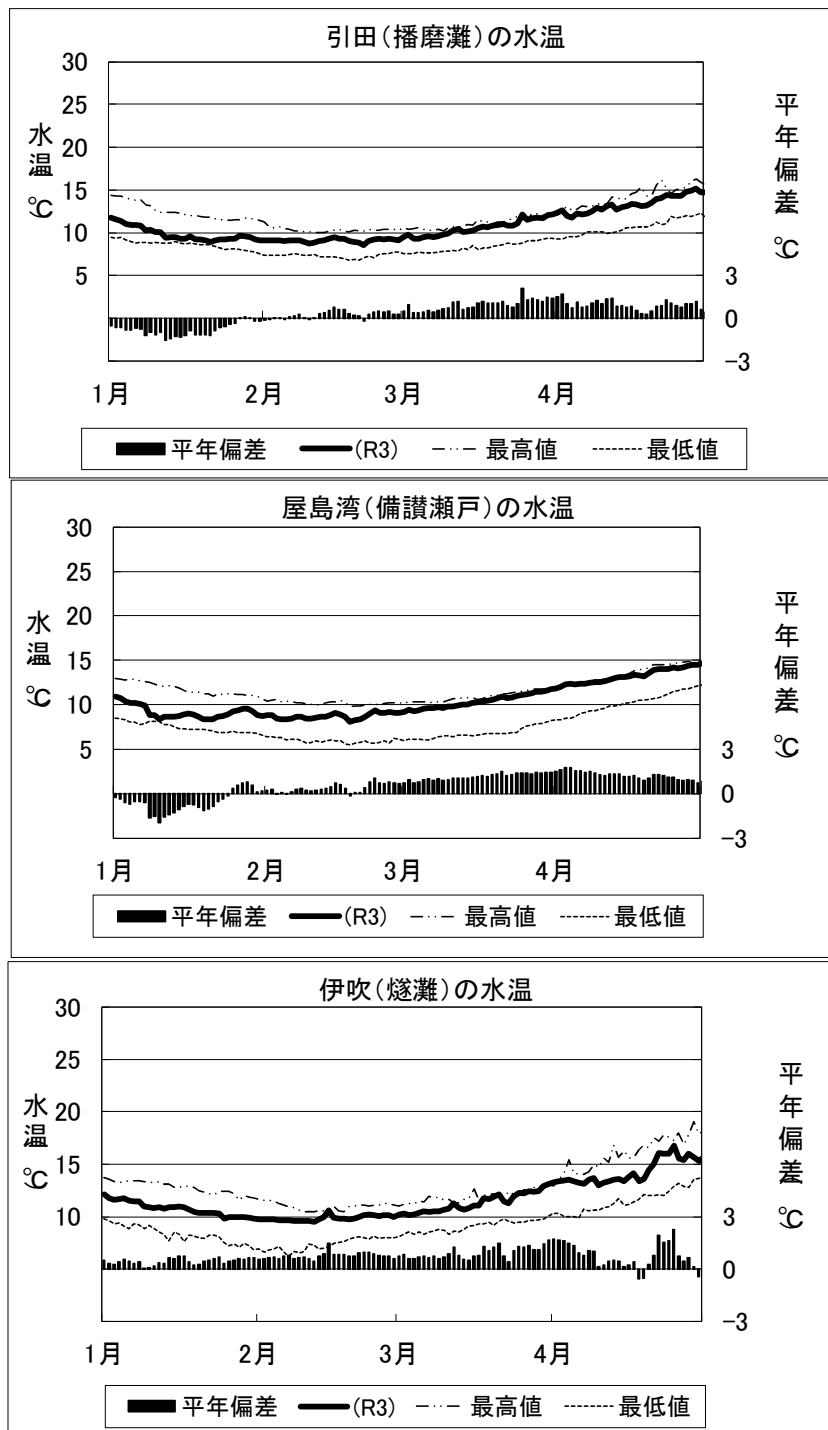 引田(播磨灘)の水温
30
25
20
15
10
5
水温 ℃
平年偏差 ℃
3
0
−3
1月 2月 3月 4月
平年偏差 (R3) 最高値 最低値
屋島湾(備讃瀬戸)の水温
30
25
20
15
10
5
水温 ℃
平年偏差 ℃
3
0
−3
1月 2月 3月 4月
平年偏差 (R3) 最高値 最低値
伊吹(燧灘)の水温
30
25
20
15
10
水温 ℃
平年偏差 ℃
3
0
−3
1月 2月 3月 4月
平年偏差 (R3) 最高値 最低値